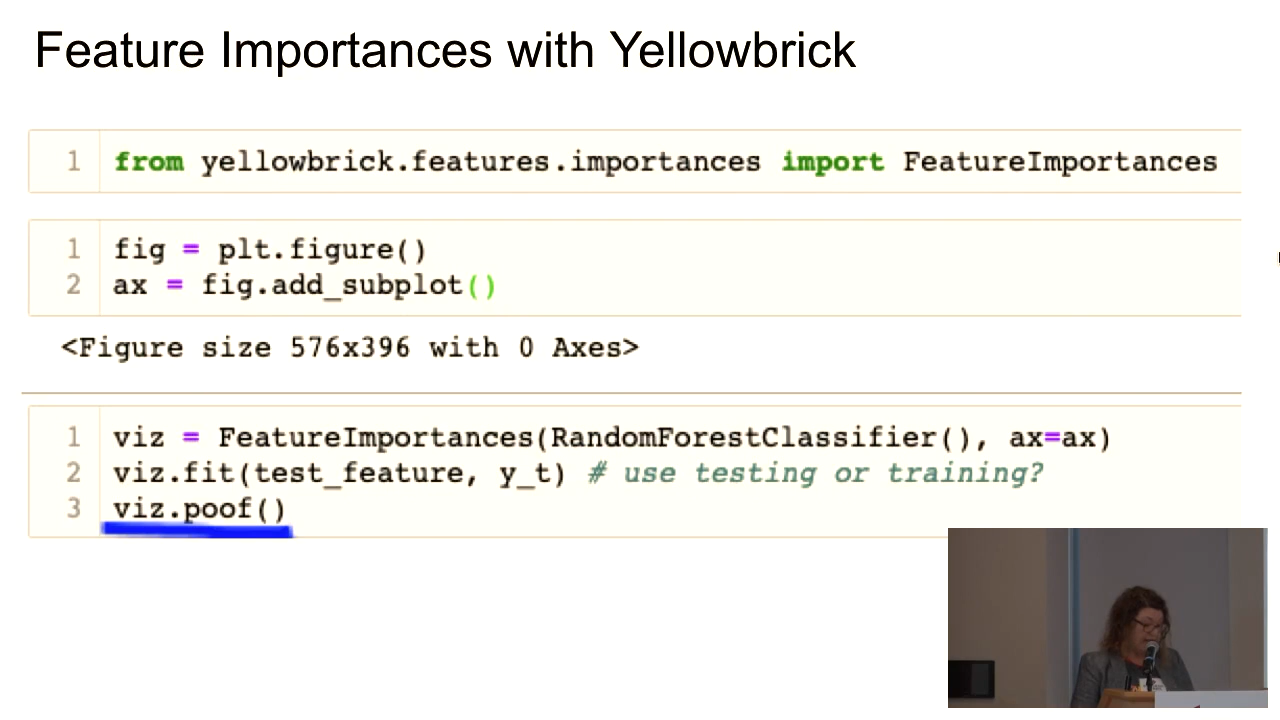 Feature Importances with Yellowbrick
1 from yellowbrick.features.importances import FeatureImportances
1 fig = plt.figure()
2 ax = fig.add_subplot()
<Figure size 576x396 with 0 Axes>
1 viz = FeatureImportances(RandomForestClassifier(), ax=ax)
2 viz.fit(test_feature, y_t) # use testing or training?
3 viz.poof()